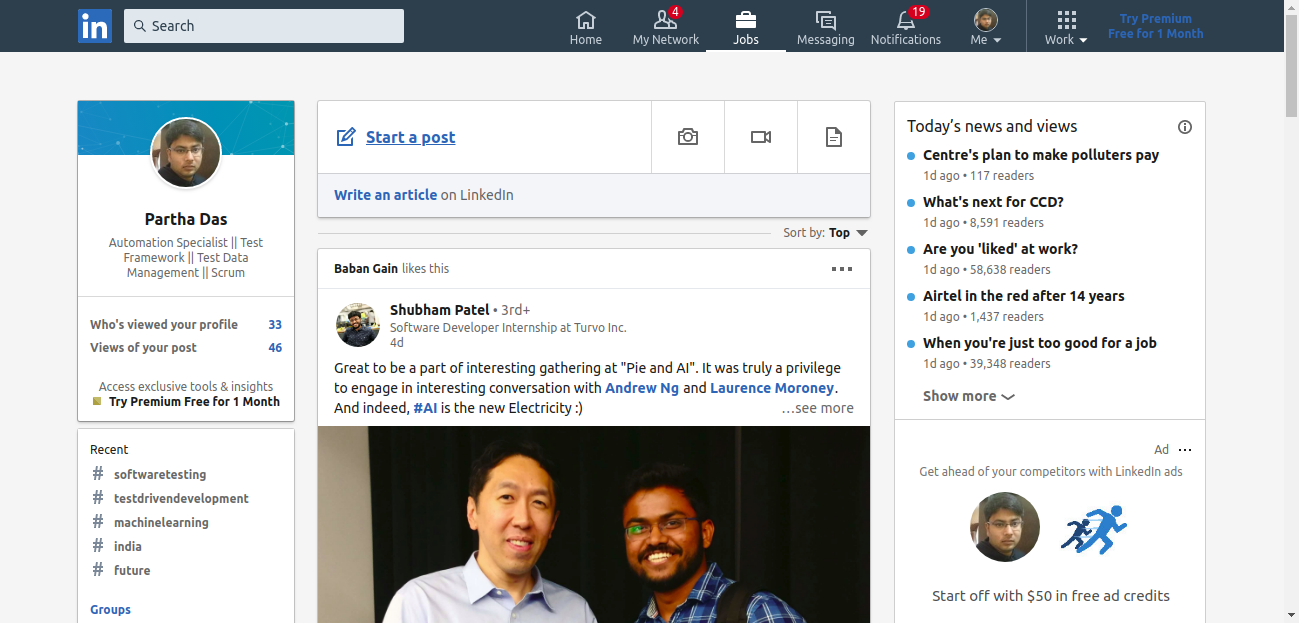 in
Search
Home
My Network
4
Jobs
Messaging
Notifications
19
Me
Work
Try Premium
Free for 1 Month
Partha Das
Automation Specialist || Test
Framework || Test Data
Management || Scrum
Who's viewed your profile 33
Views of your post 46
Access exclusive tools & insights
Try Premium Free for 1 Month
Recent
# softwaretesting
# testdrivendevelopment
# machinelearning
# india
# future
Groups
Start a post
Write an article on LinkedIn
Sort by: Top
Baban Gain likes this
Shubham Patel • 3rd+
Software Developer Internship at Turvo Inc.
4d
Great to be a part of interesting gathering at "Pie and AI". It was truly a privilege
to engage in interesting conversation with Andrew Ng and Laurence Moroney.
And indeed, #AI is the new Electricity :)
...see more
Today's news and views
Centre's plan to make polluters pay
1d ago • 117 readers
What's next for CCD?
1d ago • 8,591 readers
Are you 'liked' at work?
1d ago • 58,638 readers
Airtel in the red after 14 years
1d ago • 1,437 readers
When you're just too good for a job
1d ago • 39,348 readers
Show more
Ad
Get ahead of your competitors with LinkedIn ads
Start off with $50 in free ad credits